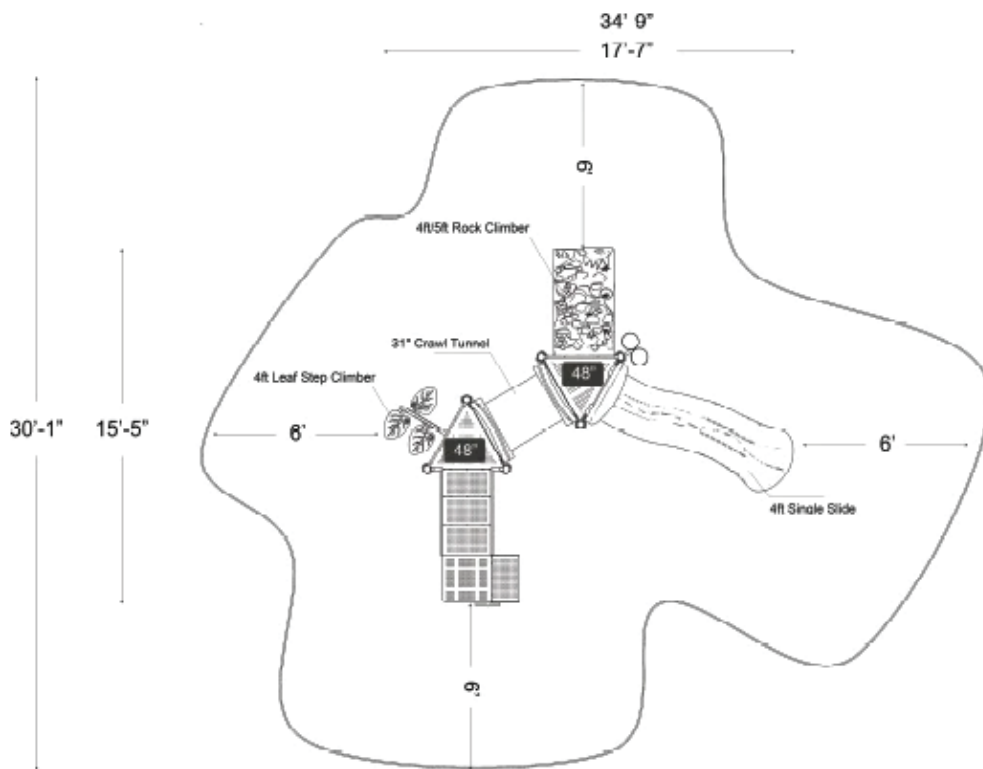 34' 9"
17'-7"
6'
4ft/5ft Rock Climber
31" Crawl Tunnel
48"
4ft Leaf Step Climber
30'-1"
15'-5"
6'
48"
6'
4ft Single Slide
6'